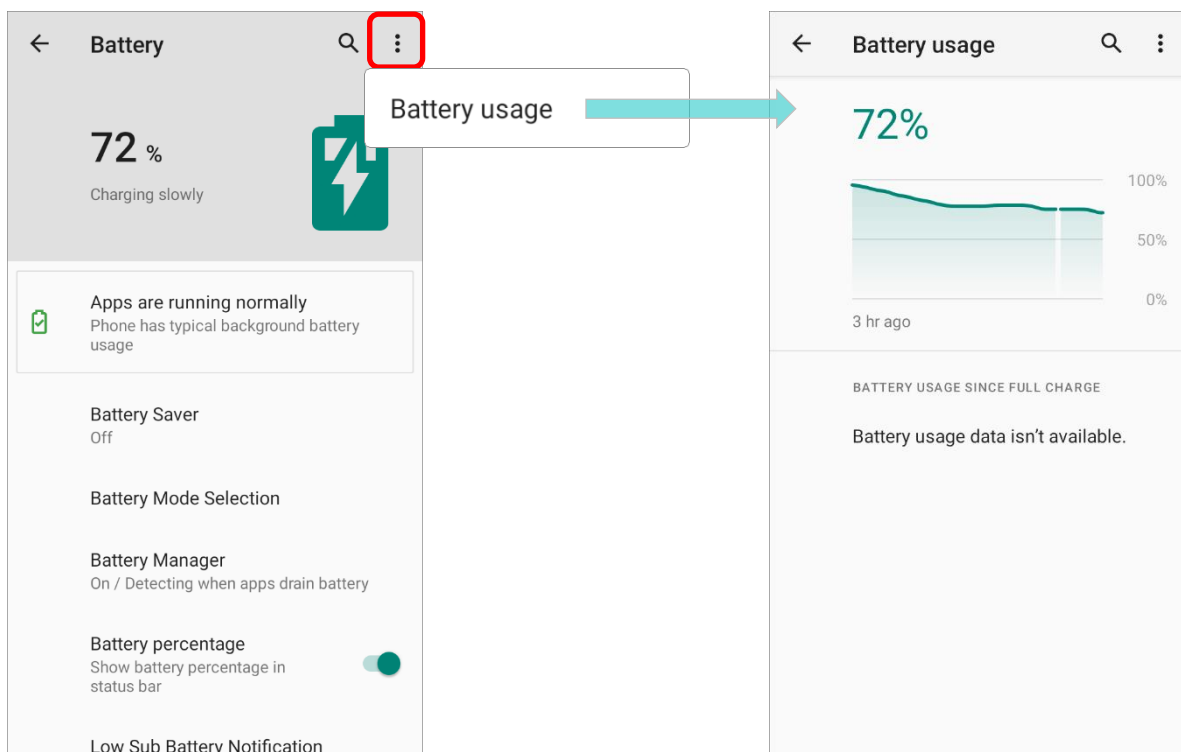 Battery
Battery usage
72 %
Charging slowly
Apps are running normally
Phone has typical background battery
usage
Battery Saver
Off
Battery Mode Selection
Battery Manager
On / Detecting when apps drain battery
Battery percentage
Show battery percentage in
status bar
Low Sub Battery Notification
Battery usage
72%
100%
50%
0%
3 hr ago
BATTERY USAGE SINCE FULL CHARGE
Battery usage data isn’t available.